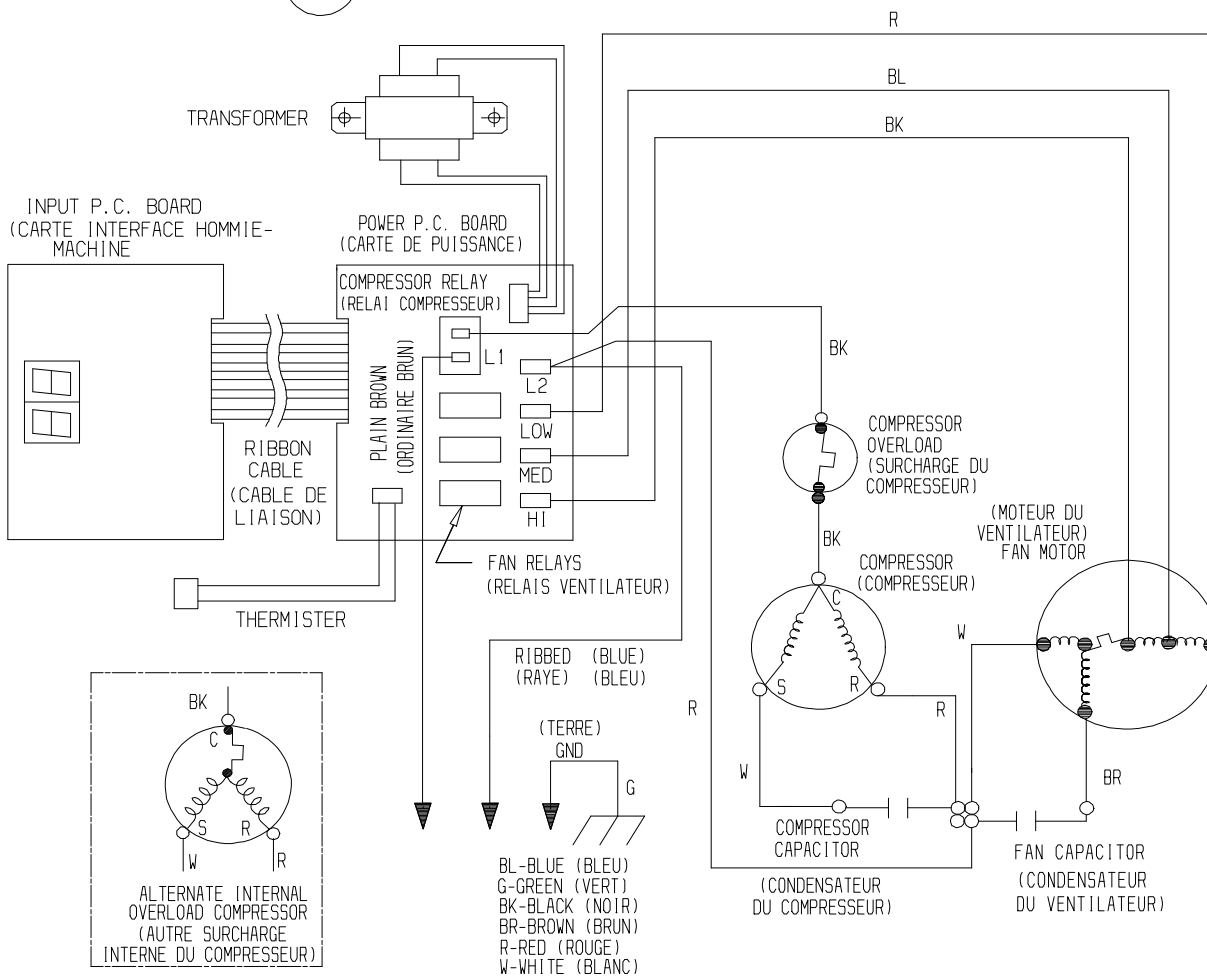 R
BL
BK
TRANSFORMER
INPUT P.C. BOARD
(CARTE INTERFACE HOMMIE-
MACHINE
POWER P.C. BOARD
(CARTE DE PUISSANCE)
COMPRESSOR RELAY
(RELAI COMPRESSEUR)
L1
L2
LOW
MED
HI
PLAIN BROWN
(ORDINAIRE BRUN)
RIBBON
CABLE
(CABLE DE
LIAISON)
FAN RELAYS
(RELAIS VENTILATEUR)
THERMISTER
BK
COMPRESSOR
OVERLOAD
(SURCHARGE DU
COMPRESSEUR)
BK
COMPRESSOR
(COMPRESSEUR)
C
S
R
(MOTEUR DU
VENTILATEUR)
FAN MOTOR
W
RIBBED (BLUE)
(RAYE) (BLEU)
R
R
W
BR
(TERRE)
GND
G
COMPRESSOR
CAPACITOR
(CONDENSATEUR
DU COMPRESSEUR)
FAN CAPACITOR
(CONDENSATEUR
DU VENTILATEUR)
BK
C
S
R
W
R
ALTERNATE INTERNAL
OVERLOAD COMPRESSOR
(AUTRE SURCHARGE
INTERNE DU COMPRESSEUR)
BL-BLUE (BLEU)
G-GREEN (VERT)
BK-BLACK (NOIR)
BR-BROWN (BRUN)
R-RED (ROUGE)
W-WHITE (BLANC)